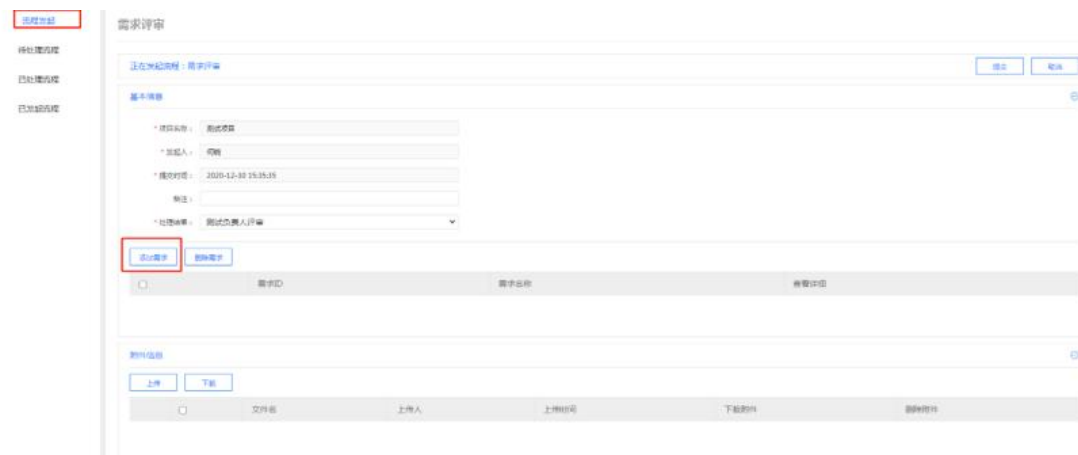 流程发起
待处理流程
已处理流程
已发起流程
需求评审
正在发起流程：需求评审
提交 取消
基本信息
* 项目名称： 测试项目
* 发起人： 何
* 提交时间： 2020-12-30 15:35:35
备注：
* 处理结果： 测试负责人评审
添加需求 删除需求
需求ID 需求名称 查看详细
附件信息
上传 下载
文件名 上传人 上传时间 下载附件 删除附件